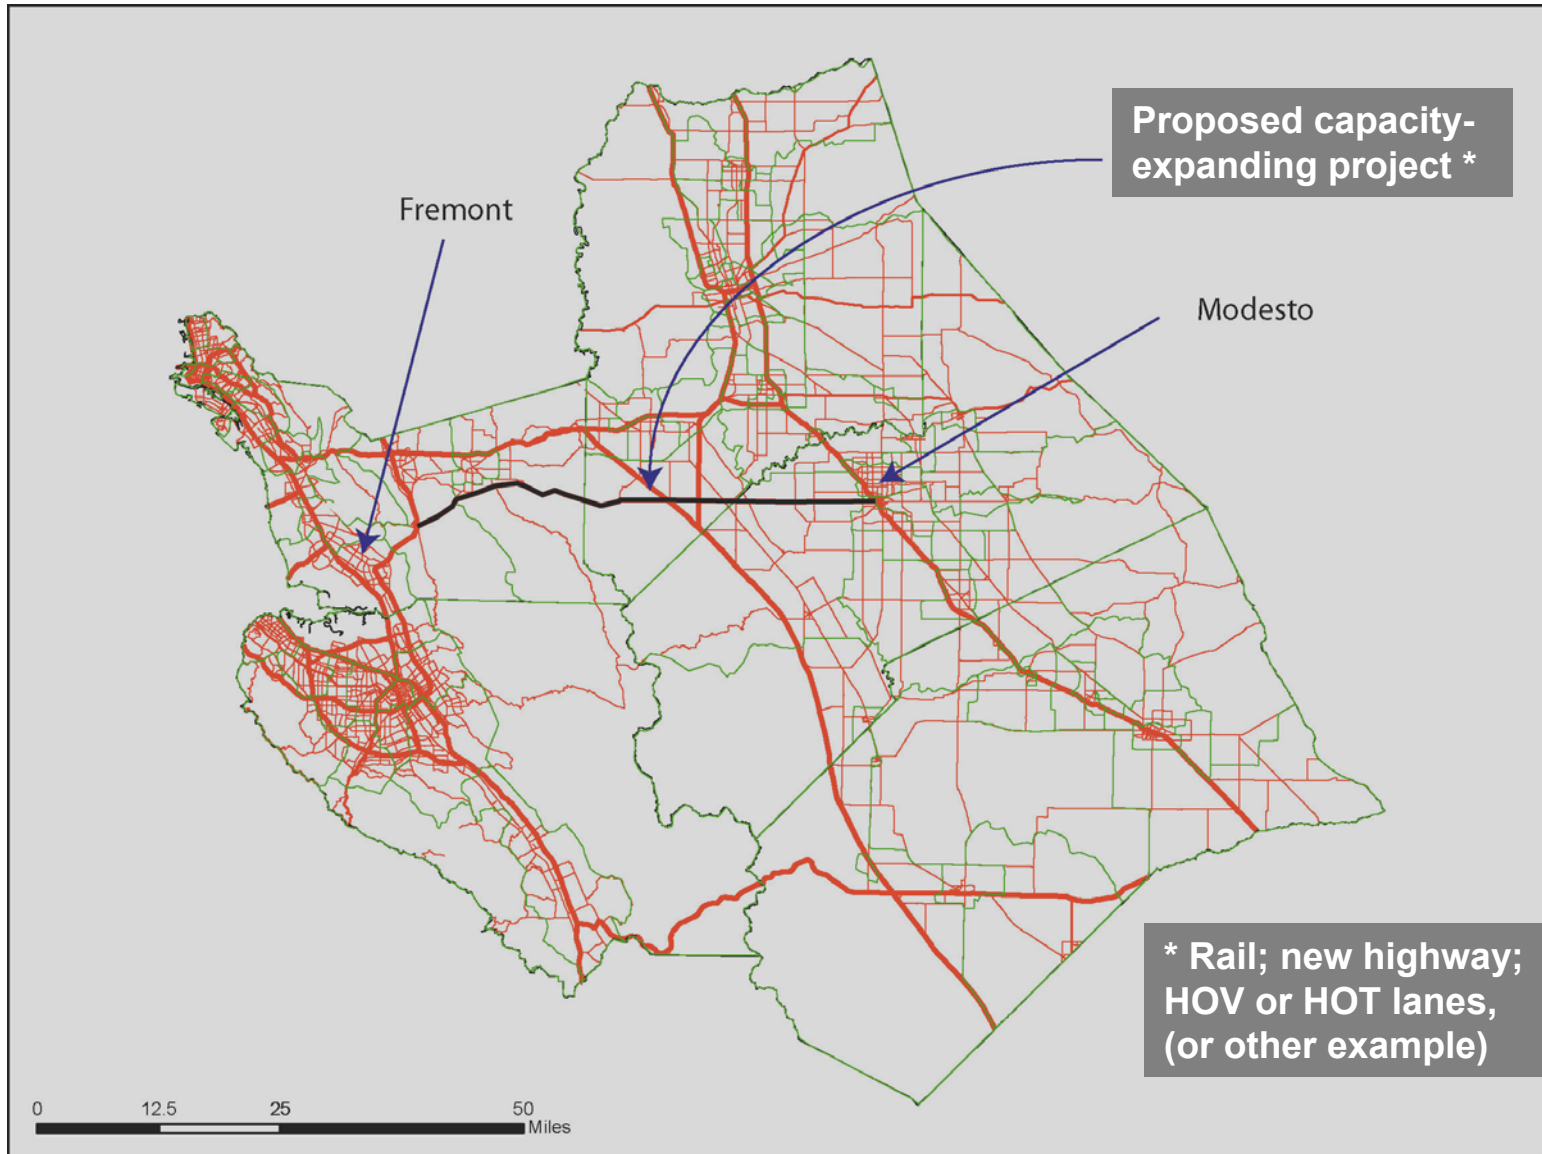 Proposed capacity-
expanding project *
Fremont
Modesto
* Rail; new highway;
HOV or HOT lanes,
(or other example)
0 12.5 25 50
Miles